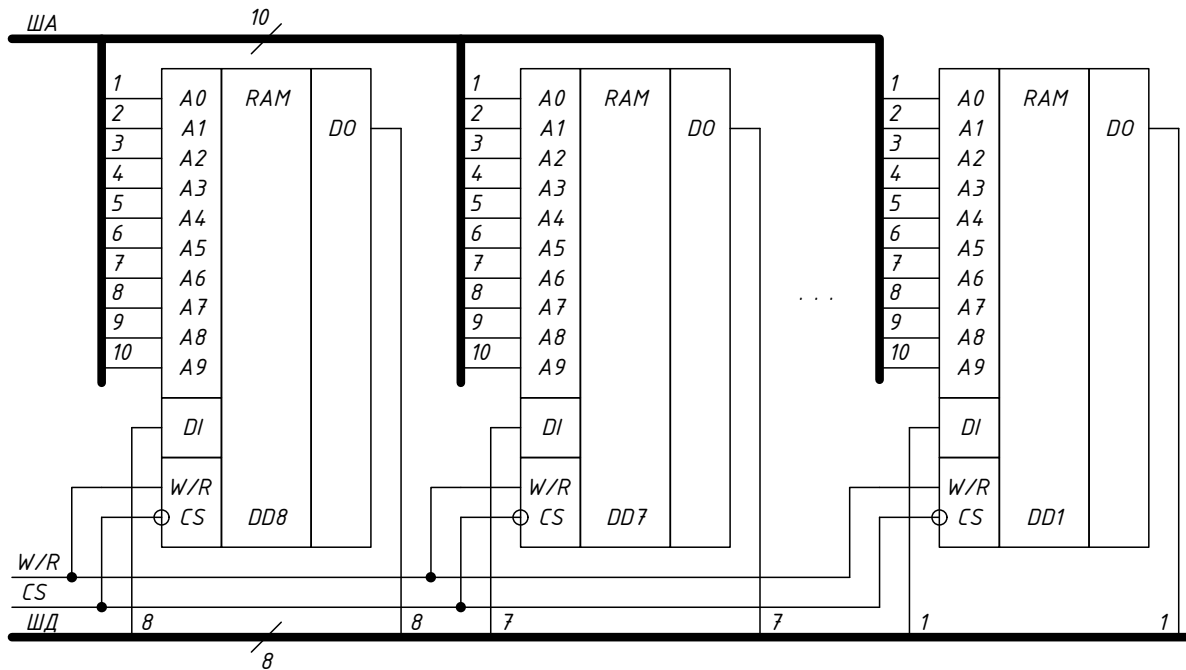 ША 10
1 A0 RAM 1 A0 RAM 1 A0 RAM
2 A1 DO 2 A1 DO 2 A1 DO
3 A2 3 A2 3 A2
4 A3 4 A3 4 A3
5 A4 5 A4 5 A4
6 A5 6 A5 6 A5
7 A6 7 A6 7 A6
8 A7 8 A7 . . . 8 A7
9 A8 9 A8 9 A8
10 A9 10 A9 10 A9
DI DI DI
W/R W/R W/R
CS DD8 CS DD7 CS DD1
W/R
CS
ШД 8 8 7 7 1 1
8